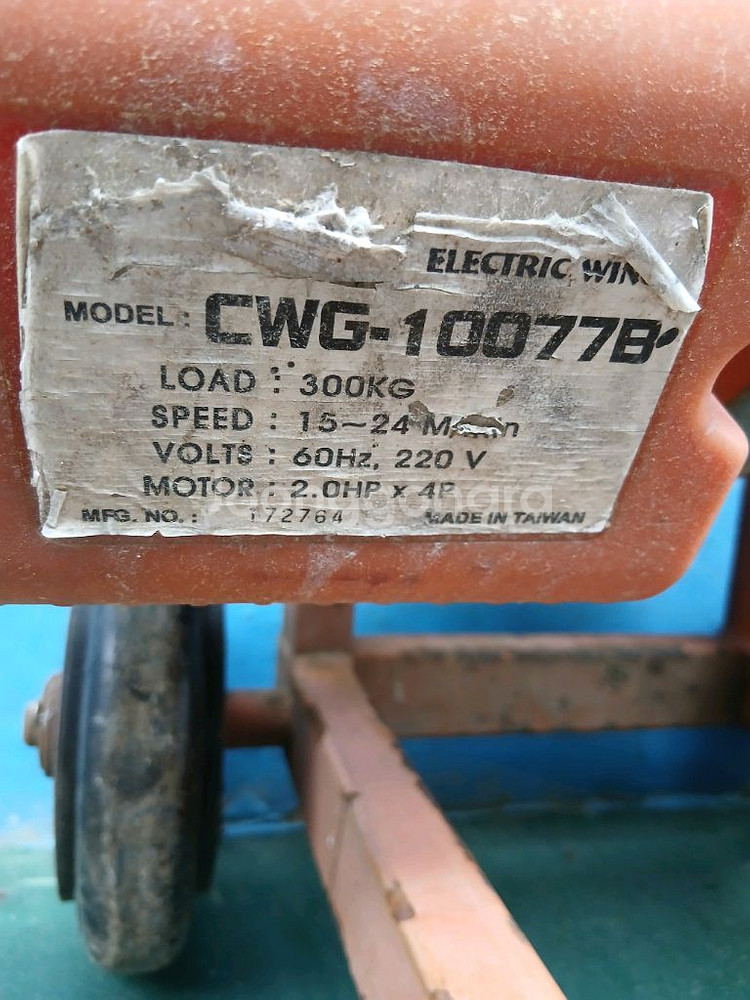 ELECTRIC
MODEL: CWG-10077B
LOAD : 300KG
SPEED : 15~24
VOLTS : 60Hz, 220 V
MOTOR : 2.0HP x 4P
MFG. NO. : 172764 MADE IN TAIWAN